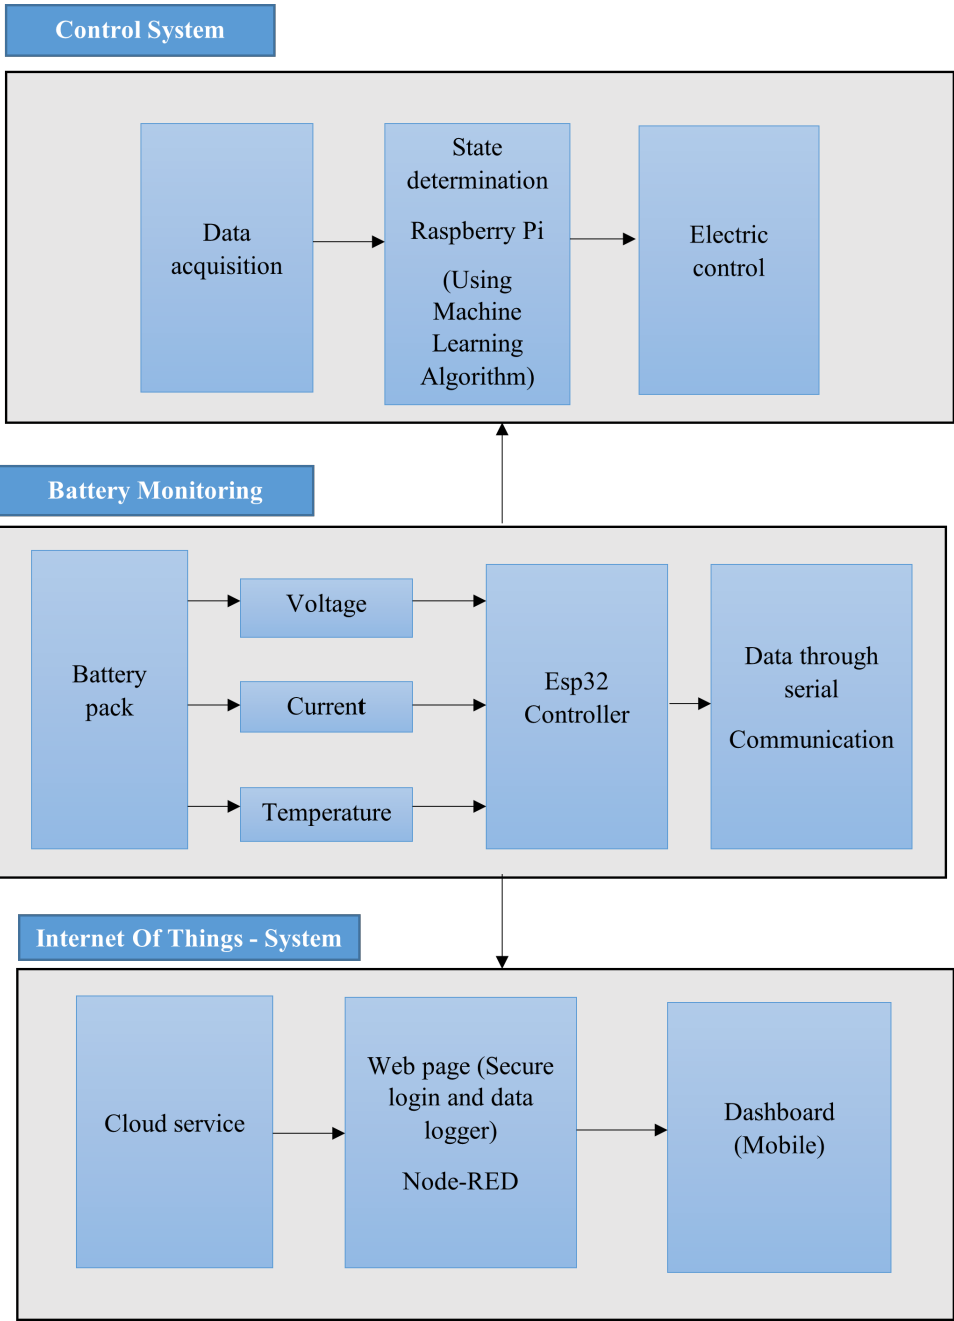 Control System
Data
acquisition
State
determination
Raspberry Pi
(Using
Machine
Learning
Algorithm)
Electric
control
Battery Monitoring
Battery
pack
Voltage
Current
Temperature
Esp32
Controller
Data through
serial
Communication
Internet Of Things - System
Cloud service
Web page (Secure
login and data
logger)
Node-RED
Dashboard
(Mobile)